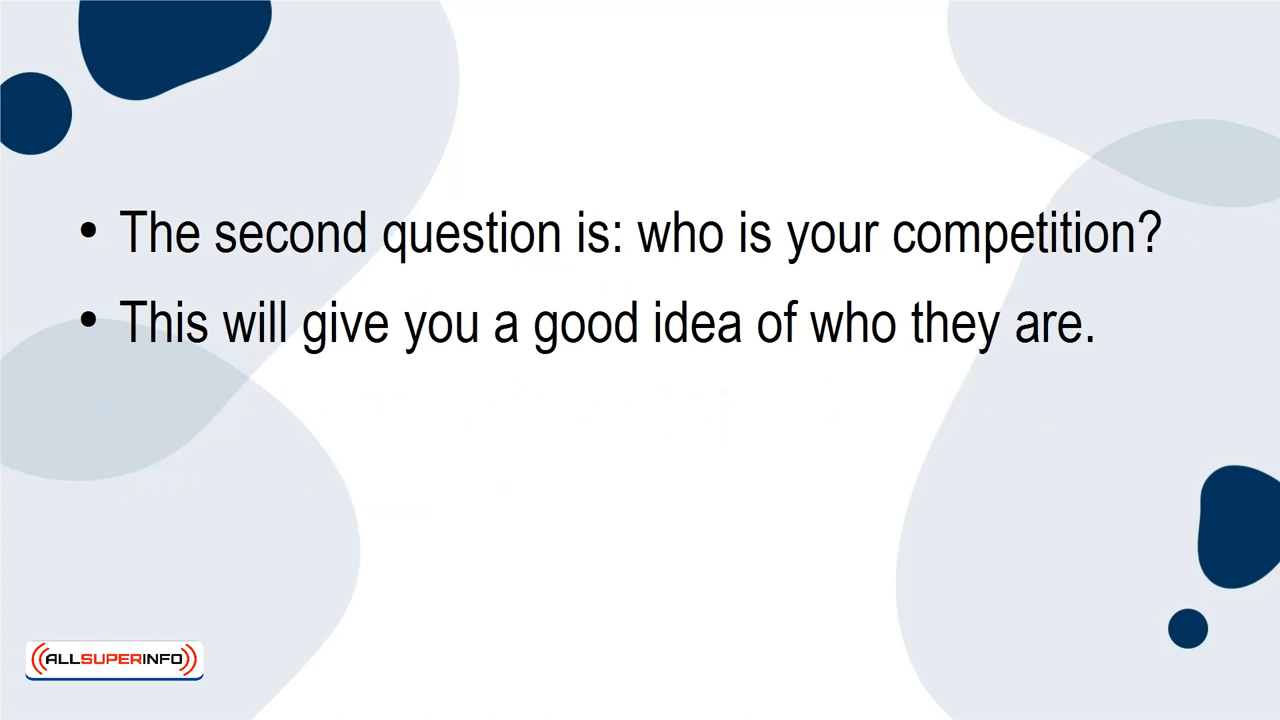 • The second question is: who is your competition?
• This will give you a good idea of who they are.
ALLSUPERINFO